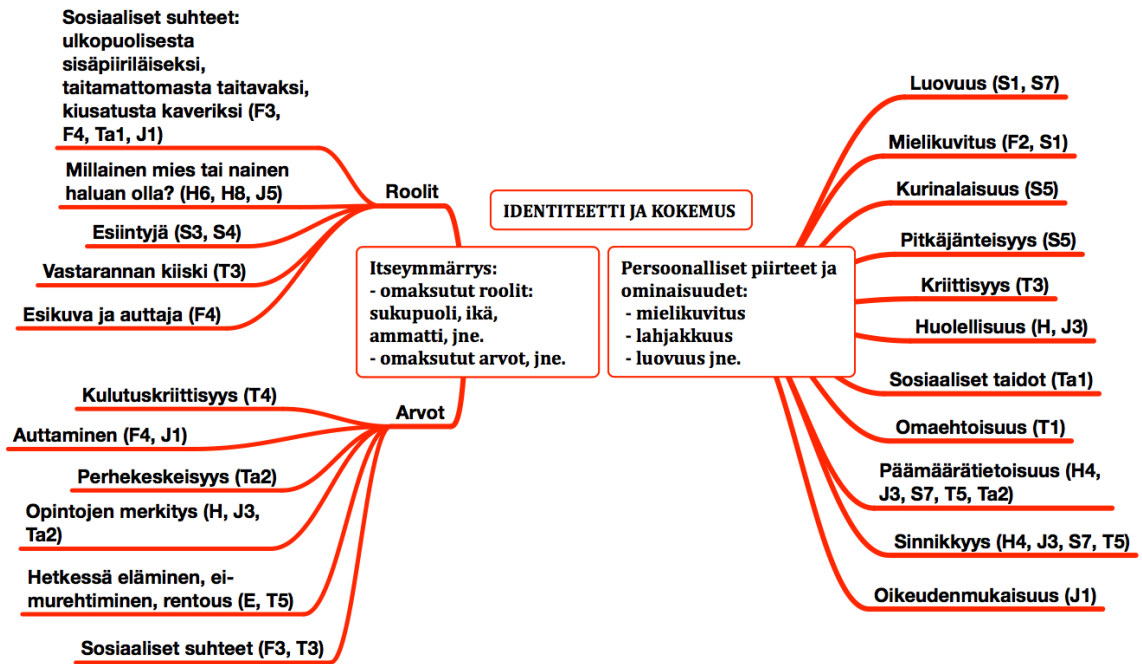 Sosiaaliset suhteet:
ulkopuolisesta
sisäpiiriläiseksi,
taitamattomasta taitavaksi,
kiusatusta kaveriksi (F3,
F4, Ta1, J1)
Millainen mies tai nainen
haluan olla? (H6, H8, J5)
Esiintyjä (S3, S4)
Vastarannan kiiski (T3)
Esikuva ja auttaja (F4)
Roolit
Kulutuskriittisyys (T4)
Auttaminen (F4, J1)
Perhekeskeisyys (Ta2)
Opintojen merkitys (H, J3,
Ta2)
Hetkessä eläminen, ei-
murehtiminen, rentous (E, T5)
Sosiaaliset suhteet (F3, T3)
Arvot
IDENTITEETTI JA KOKEMUS
Itseymmärrys:
- omaksutut roolit:
sukupuoli, ikä,
ammatti, jne.
- omaksutut arvot, jne.
Persoonalliset piirteet ja
ominaisuudet:
- mielikuvitus
- lahjakkuus
- luovuus jne.
Luovuus (S1, S7)
Mielikuvitus (F2, S1)
Kurinalaisuus (S5)
Pitkäjänteisyys (S5)
Kriittisyys (T3)
Huolellisuus (H, J3)
Sosiaaliset taidot (Ta1)
Omaehtoisuus (T1)
Päämäärätietoisuus (H4,
J3, S7, T5, Ta2)
Sinnikkyys (H4, J3, S7, T5)
Oikeudenmukaisuus (J1)